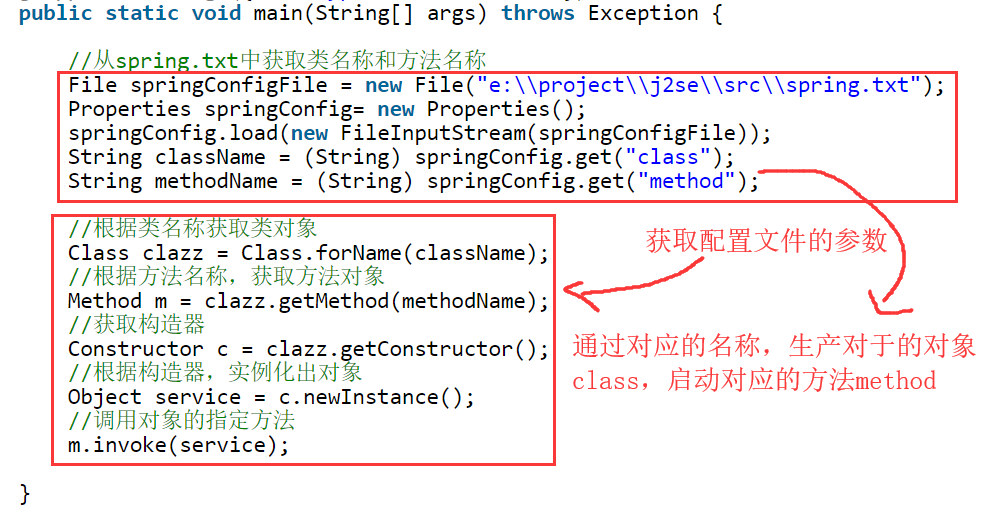 public static void main(String[] args) throws Exception {
//从spring.txt中获取类名称和方法名称
File springConfigFile = new File("e:\\project\\j2se\\src\\spring.txt");
Properties springConfig= new Properties();
springConfig.load(new FileInputStream(springConfigFile));
String className = (String) springConfig.get("class");
String methodName = (String) springConfig.get("method");
//根据类名称获取类对象
Class clazz = Class.forName(className);
//根据方法名称，获取方法对象
Method m = clazz.getMethod(methodName);
//获取构造器
Constructor c = clazz.getConstructor();
//根据构造器，实例化出对象
Object service = c.newInstance();
//调用对象的指定方法
m.invoke(service);
}
获取配置文件的参数
通过对应的名称，生产对于的对象
class，启动对应的方法method